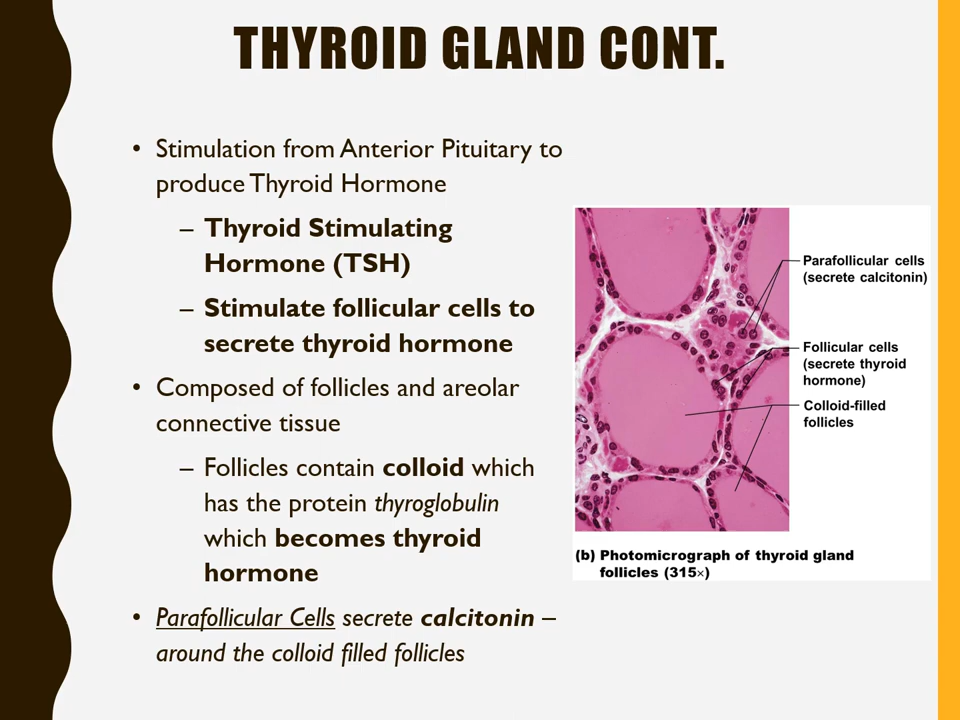 THYROID GLAND CONT.
• Stimulation from Anterior Pituitary to
produce Thyroid Hormone
– Thyroid Stimulating
Hormone (TSH)
– Stimulate follicular cells to
secrete thyroid hormone
• Composed of follicles and areolar
connective tissue
– Follicles contain colloid which
has the protein thyroglobulin
which becomes thyroid
hormone
• Parafollicular Cells secrete calcitonin –
around the colloid filled follicles
Parafollicular cells
(secrete calcitonin)
Follicular cells
(secrete thyroid
hormone)
Colloid-filled
follicles
(b) Photomicrograph of thyroid gland
follicles (315×)